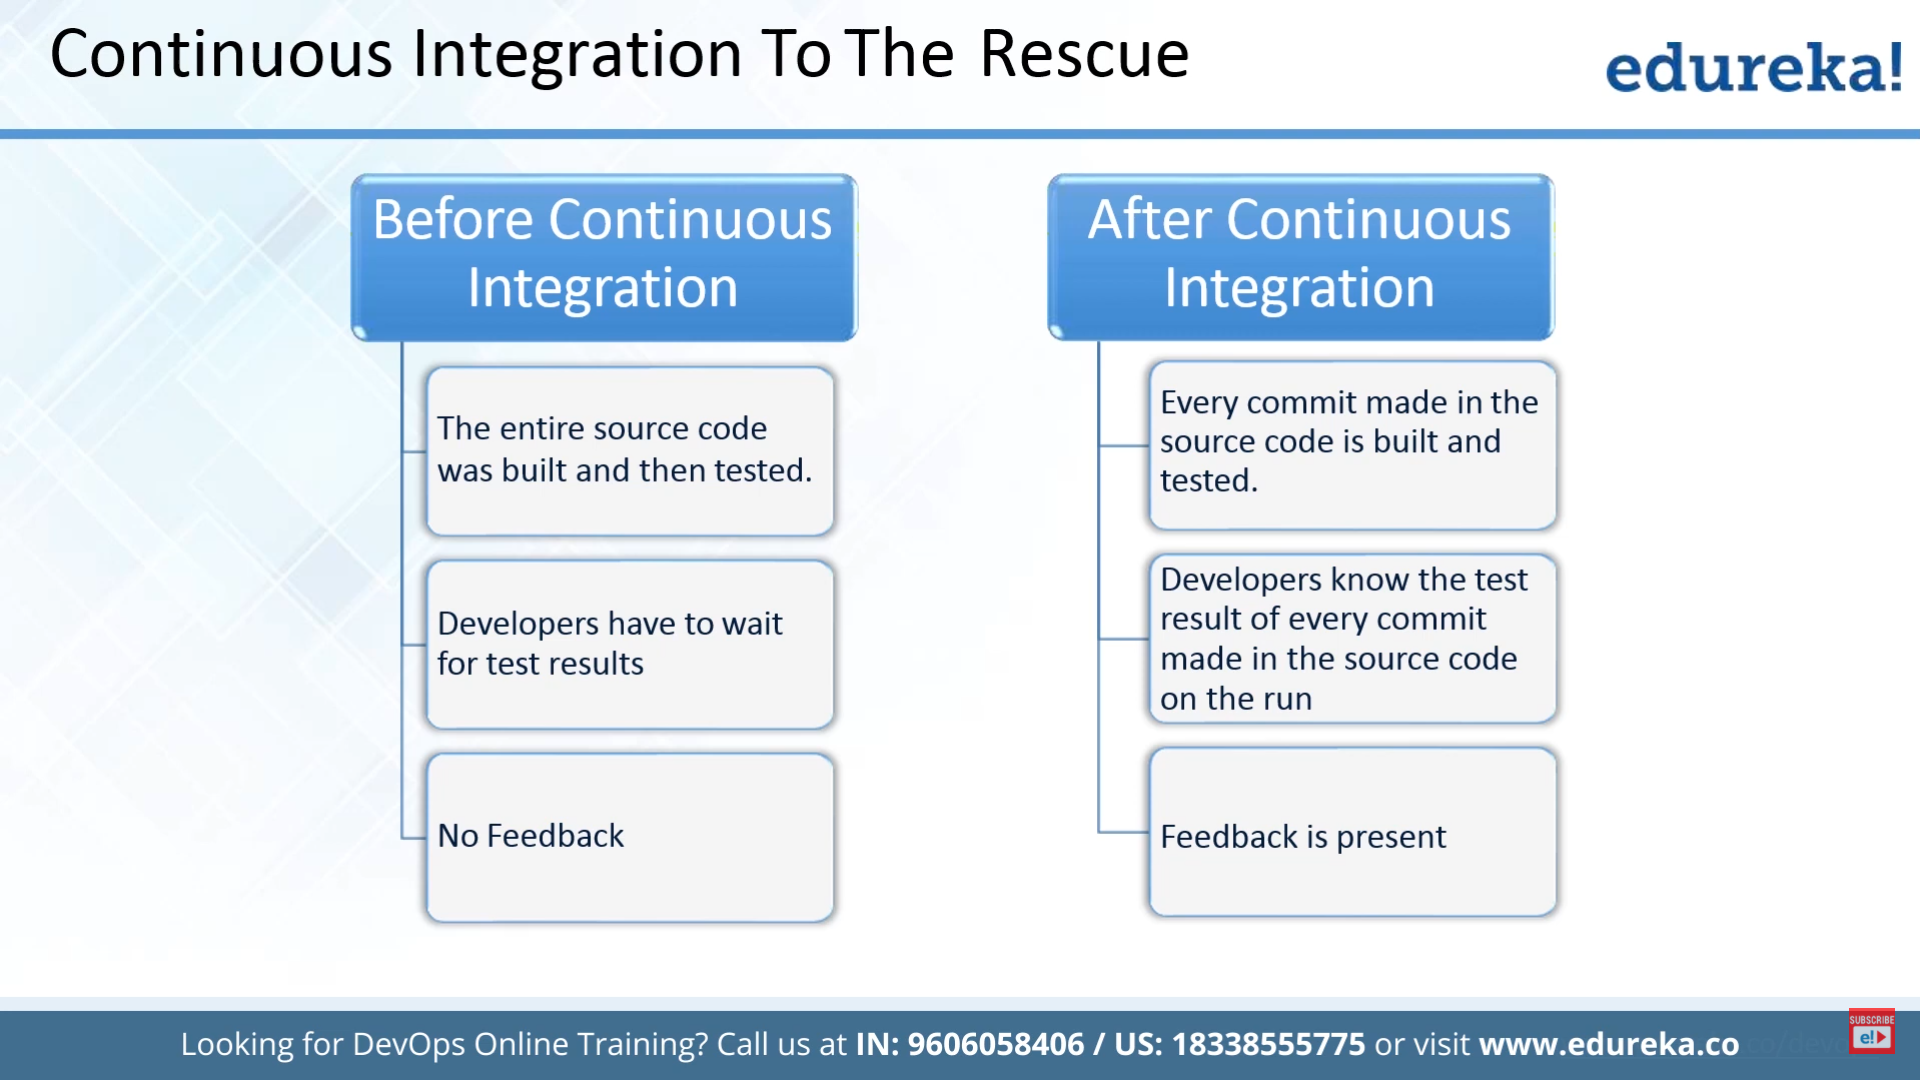 Continuous Integration To The Rescue
edureka!
Before Continuous
Integration
The entire source code
was built and then tested.
Developers have to wait
for test results
No Feedback
After Continuous
Integration
Every commit made in the
source code is built and
tested.
Developers know the test
result of every commit
made in the source code
on the run
Feedback is present
Looking for DevOps Online Training? Call us at IN: 9606058406 / US: 18338555775 or visit www.edureka.co
SUBSCRIBE
e!